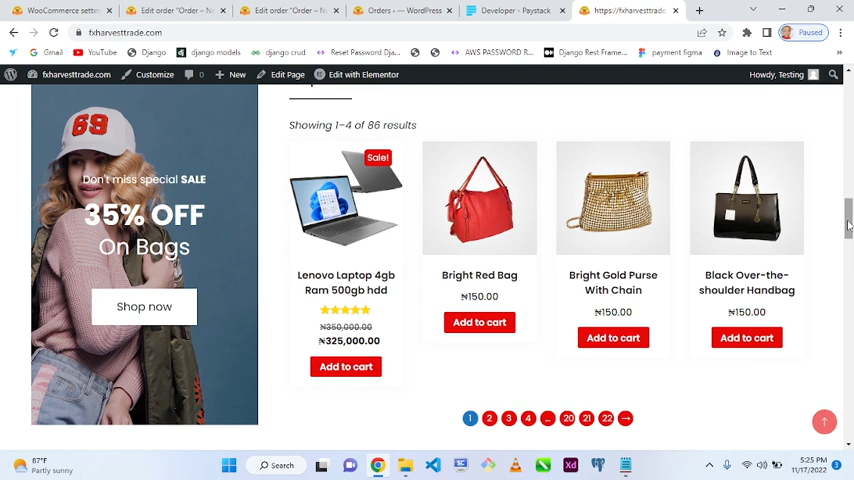 WooCommerce settin
Edit order "Order – N
Edit order "Order – N
Orders ‹ — WordPress
Developer - Paystack
https://fxharvesttrade.com
fxharvesttrade.com
Paused
Gmail
YouTube
Django
django models
django crud
Reset Password Dja...
AWS PASSWORD R...
Django Rest Frame...
payment figma
Image to Text
fxharvesttrade.com
Customize
0
New
Edit Page
Edit with Elementor
Howdy, Testing
Showing 1–4 of 86 results
69
Don't miss special SALE
35% OFF
On Bags
Shop now
Sale!
Lenovo Laptop 4gb
Ram 500gb hdd
₦350,000.00
₦325,000.00
Add to cart
Bright Red Bag
₦150.00
Add to cart
Bright Gold Purse
With Chain
₦150.00
Add to cart
Black Over-the-
shoulder Handbag
₦150.00
Add to cart
1 2 3 4 ... 20 21 22 →
87°F
Partly sunny
Search
Xd
5:25 PM
11/17/2022
3